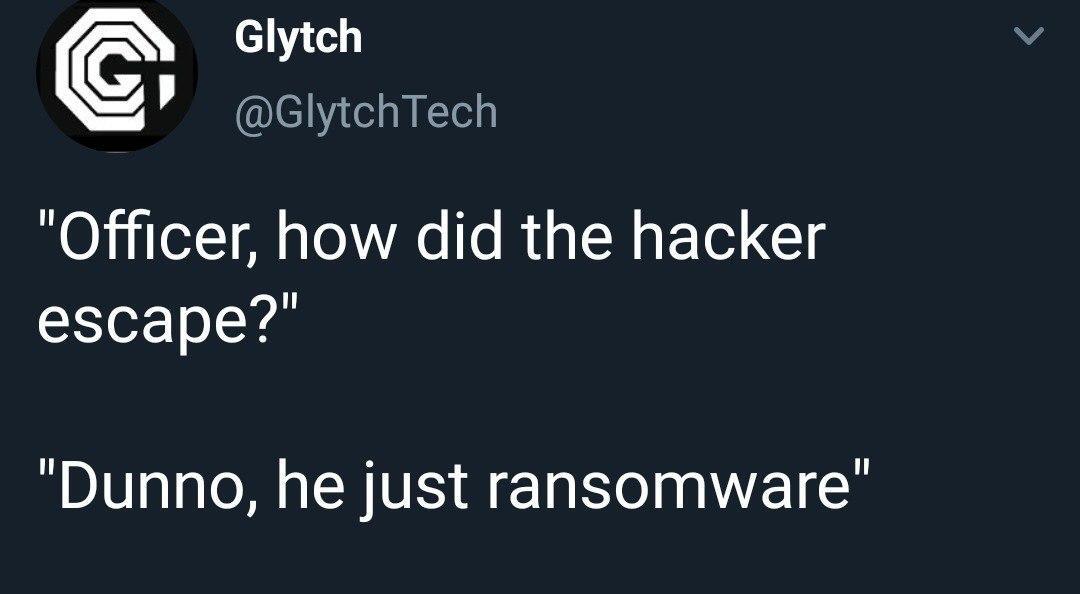 Glytch
@GlytchTech
"Officer, how did the hacker
escape?"
"Dunno, he just ransomware"